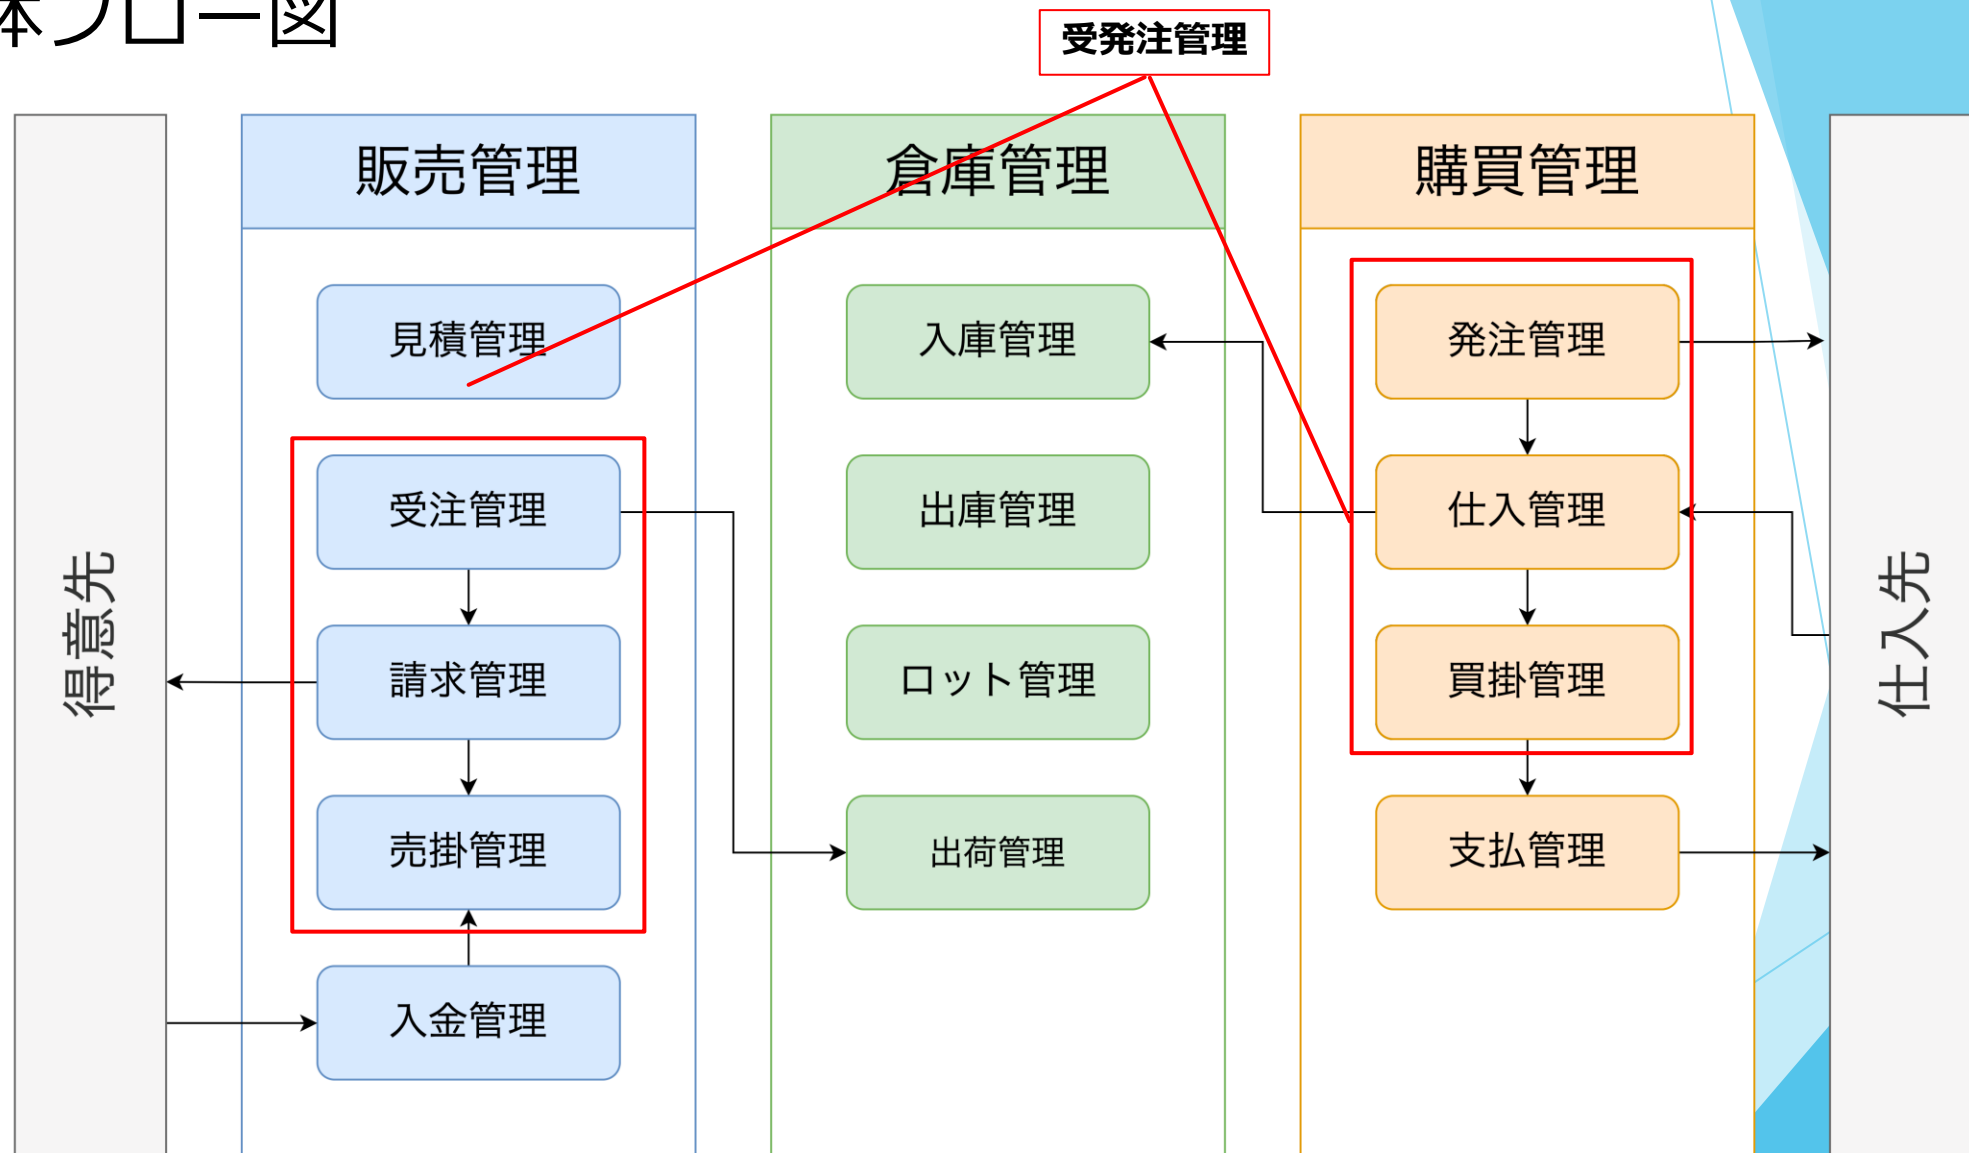 体フロー図
受発注管理
得意先
販売管理
見積管理
受注管理
請求管理
売掛管理
入金管理
倉庫管理
入庫管理
出庫管理
ロット管理
出荷管理
購買管理
発注管理
仕入管理
買掛管理
支払管理
仕入先